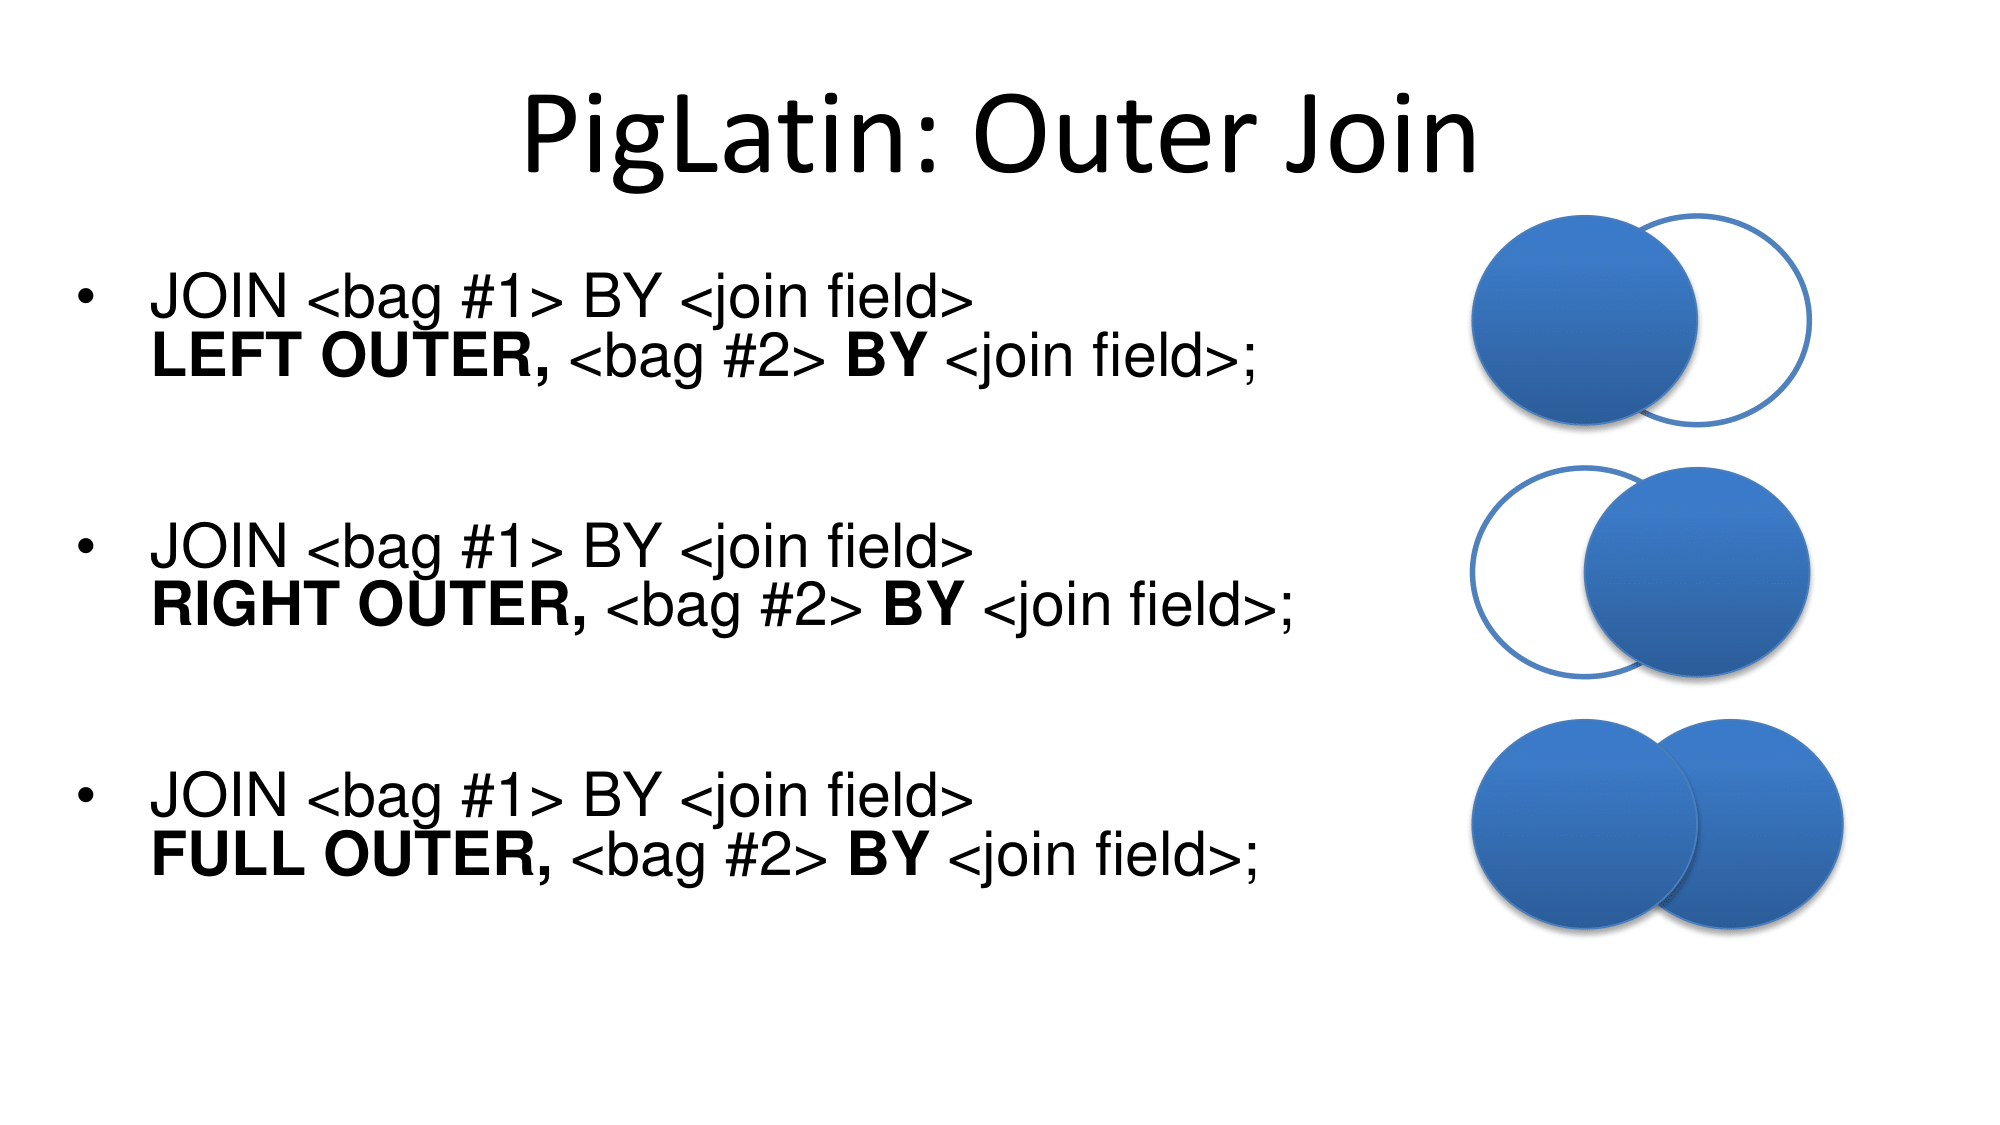 PigLatin: Outer Join
• JOIN <bag #1> BY <join field>
LEFT OUTER, <bag #2> BY <join field>;
• JOIN <bag #1> BY <join field>
RIGHT OUTER, <bag #2> BY <join field>;
• JOIN <bag #1> BY <join field>
FULL OUTER, <bag #2> BY <join field>;